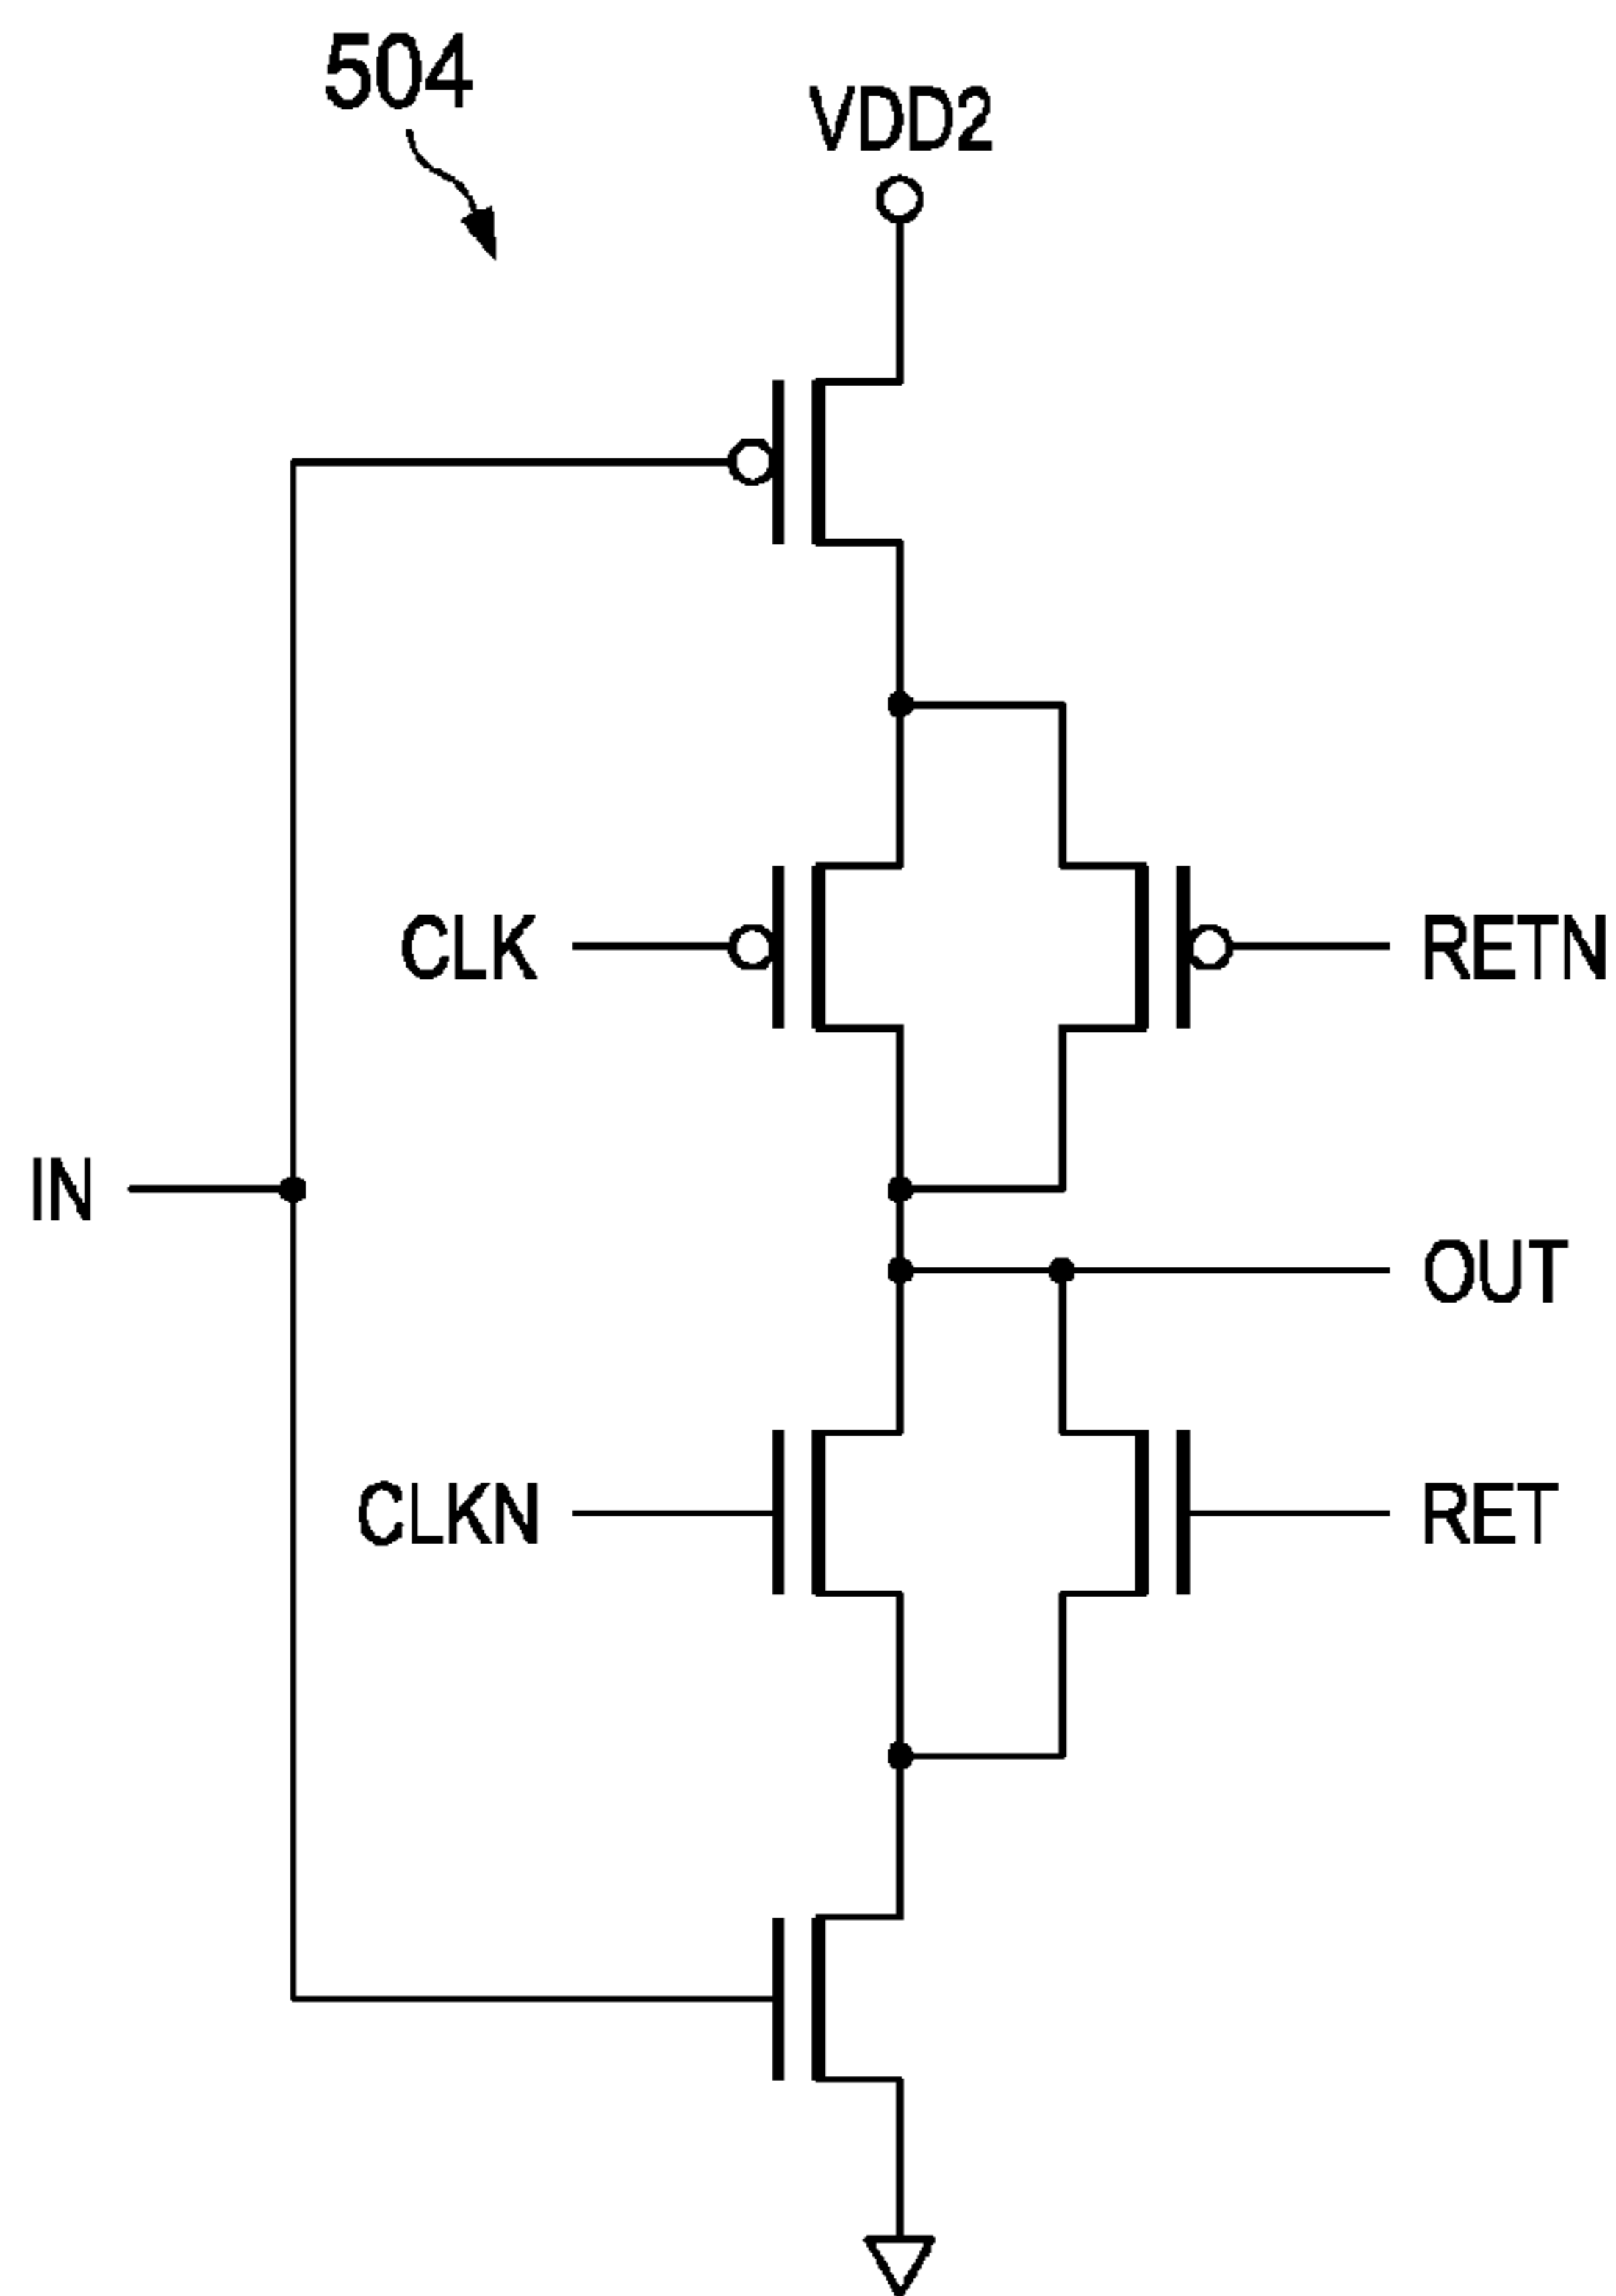 504
VDD2
CLK
RETN
IN
OUT
CLKN
RET